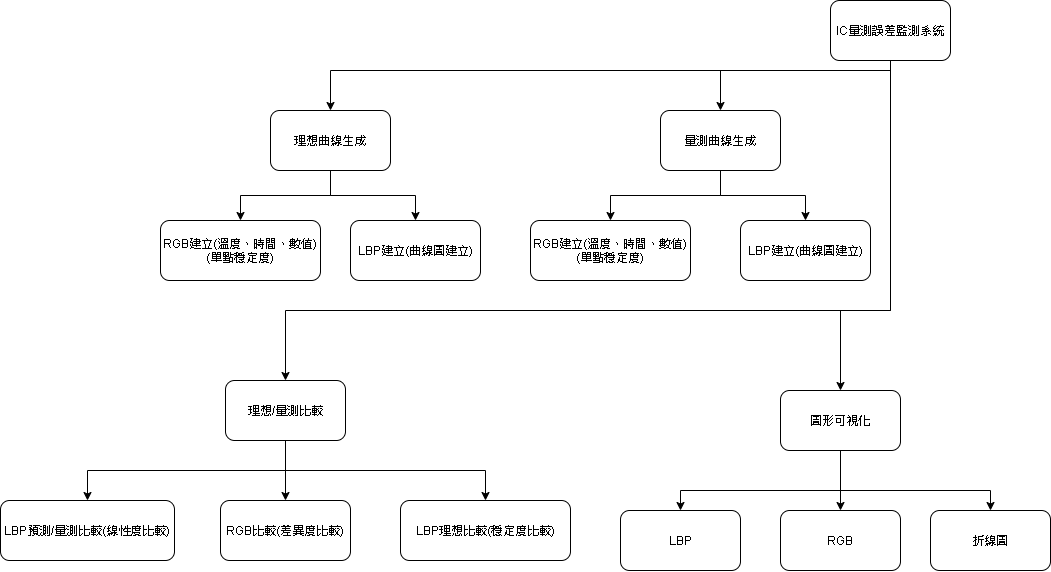 IC量測誤差監測系統
理想曲線生成
量測曲線生成
RGB建立(溫度、時間、數值)
(單點穩定度)
LBP建立(曲線圖建立)
RGB建立(溫度、時間、數值)
(單點穩定度)
LBP建立(曲線圖建立)
理想/量測比較
圖形可視化
LBP預測/量測比較(線性度比較)
RGB比較(差異度比較)
LBP理想比較(穩定度比較)
LBP
RGB
折線圖